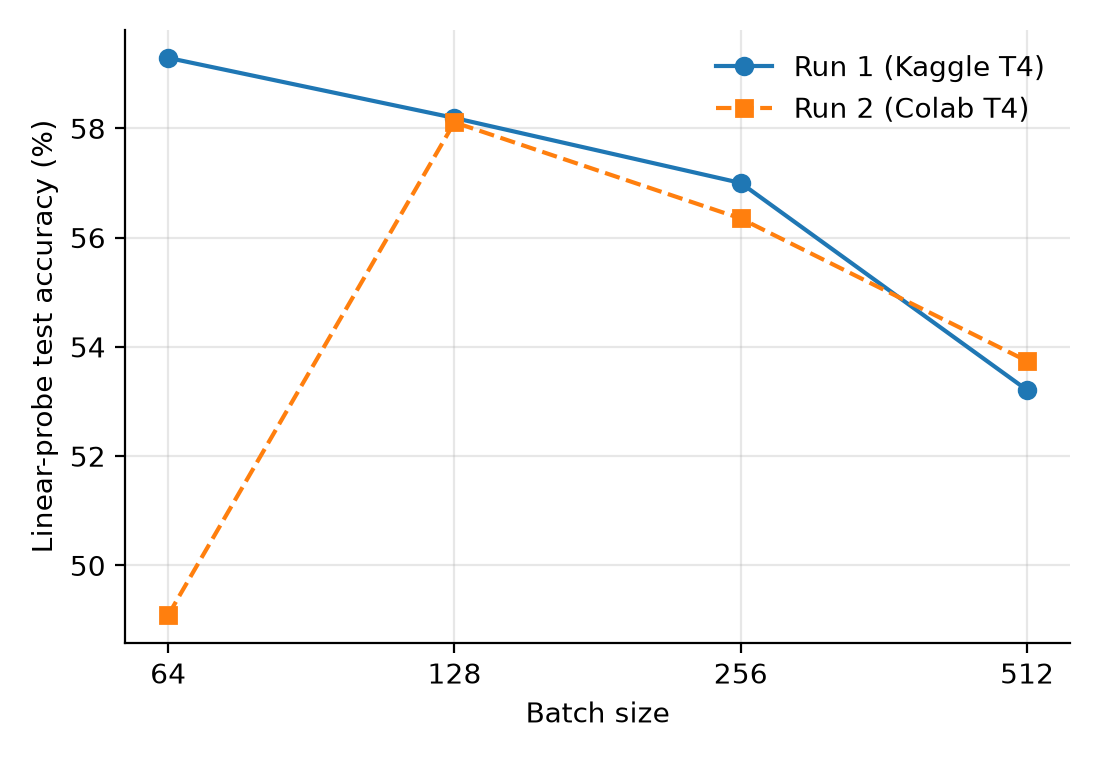 Run 1 (Kaggle T4)
Run 2 (Colab T4)
Linear-probe test accuracy (%)
58
56
54
52
50
64 128 256 512
Batch size